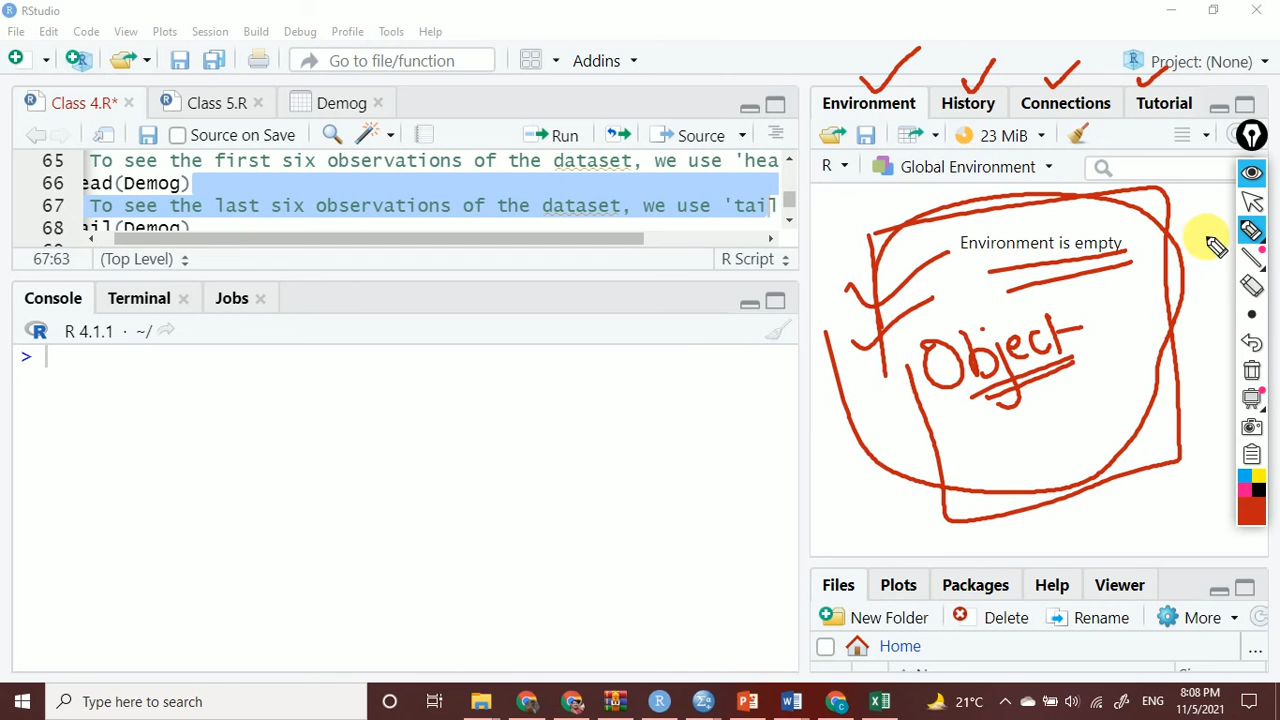 RStudio
File Edit Code View Plots Session Build Debug Profile Tools Help
Go to file/function Addins Project: (None)
Class 4.R* Class 5.R Demog
Source on Save Run Source
65 To see the first six observations of the dataset, we use 'hea
66 ead(Demog)
67 To see the last six observations of the dataset, we use 'tail
68 ail(Demog)
67:63 (Top Level) R Script
Console Terminal Jobs
R 4.1.1 · ~/
>
Environment History Connections Tutorial
23 MiB
R Global Environment
Environment is empty
Object
Files Plots Packages Help Viewer
New Folder Delete Rename More
Home ...
Type here to search
21°C ENG 8:08 PM
11/5/2021